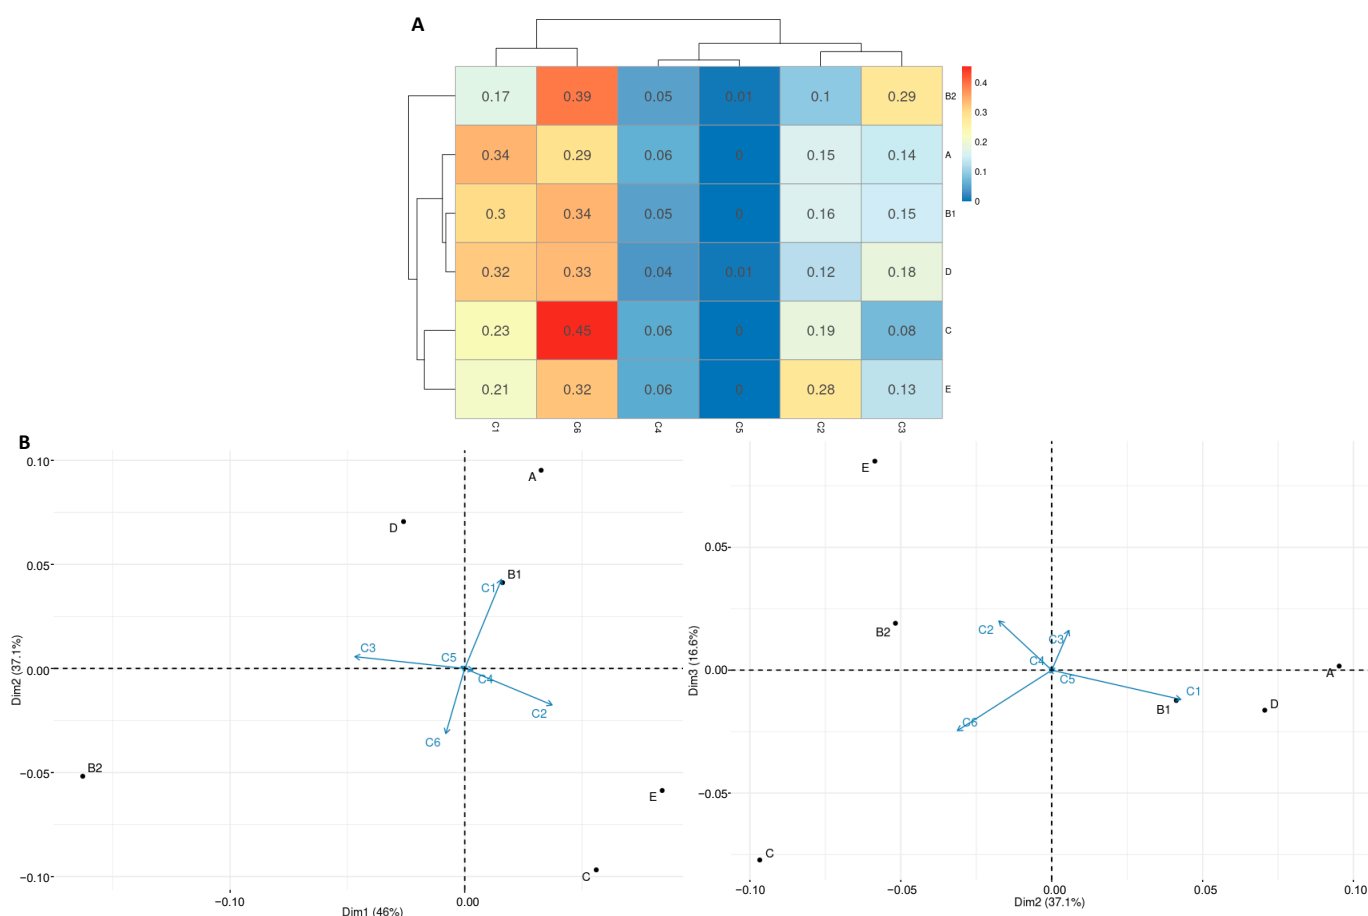 A
0.17 0.39 0.05 0.01 0.1 0.29 B2
0.34 0.29 0.06 0 0.15 0.14 A
0.3 0.34 0.05 0 0.16 0.15 B1
0.32 0.33 0.04 0.01 0.12 0.18 D
0.23 0.45 0.06 0 0.19 0.08 C
0.21 0.32 0.06 0 0.28 0.13 E
C1 C6 C4 C5 C2 C3
0.4
0.3
0.2
0.1
0
B
0.10
0.05
0.00
−0.05
−0.10
Dim2 (37.1%)
A
D
B1
C1
C3
C5
C4
C2
C6
B2
E
C
−0.10 0.00
Dim1 (46%)
0.05
0.00
−0.05
Dim3 (16.6%)
E
B2
C2
C3
C4
C5
A
C1
B1
D
C6
C
−0.10 −0.05 0.00 0.05 0.10
Dim2 (37.1%)